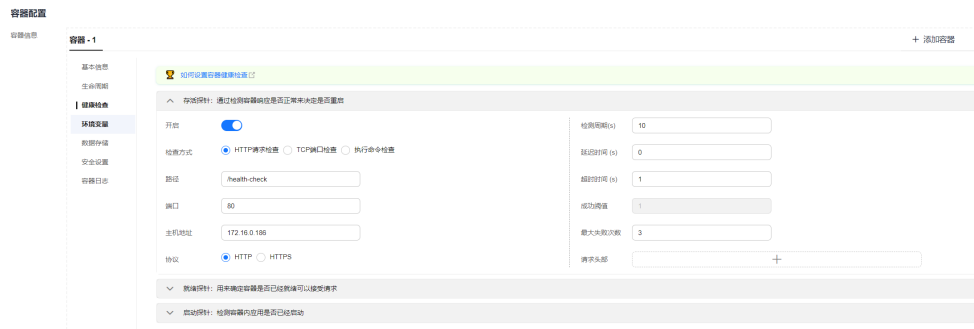 容器配置
容器信息
容器 - 1
+ 添加容器
基本信息
生命周期
健康检查
环境变量
数据存储
安全设置
容器日志
如何设置容器健康检查
存活探针：通过检测容器响应是否正常来决定是否重启
开启
检查方式
HTTP请求检查 TCP端口检查 执行命令检查
路径
/health-check
端口
80
主机地址
172.16.0.186
协议
HTTP HTTPS
检测周期(s)
10
延迟时间 (s)
0
超时时间 (s)
1
成功阈值
1
最大失败次数
3
请求头部
+
就绪探针：用来确定容器是否已经就绪可以接受请求
启动探针：检测容器内应用是否已经启动